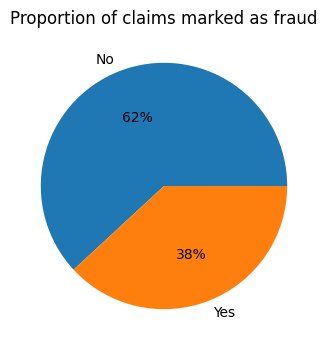 Proportion of claims marked as fraud
No
62%
38%
Yes